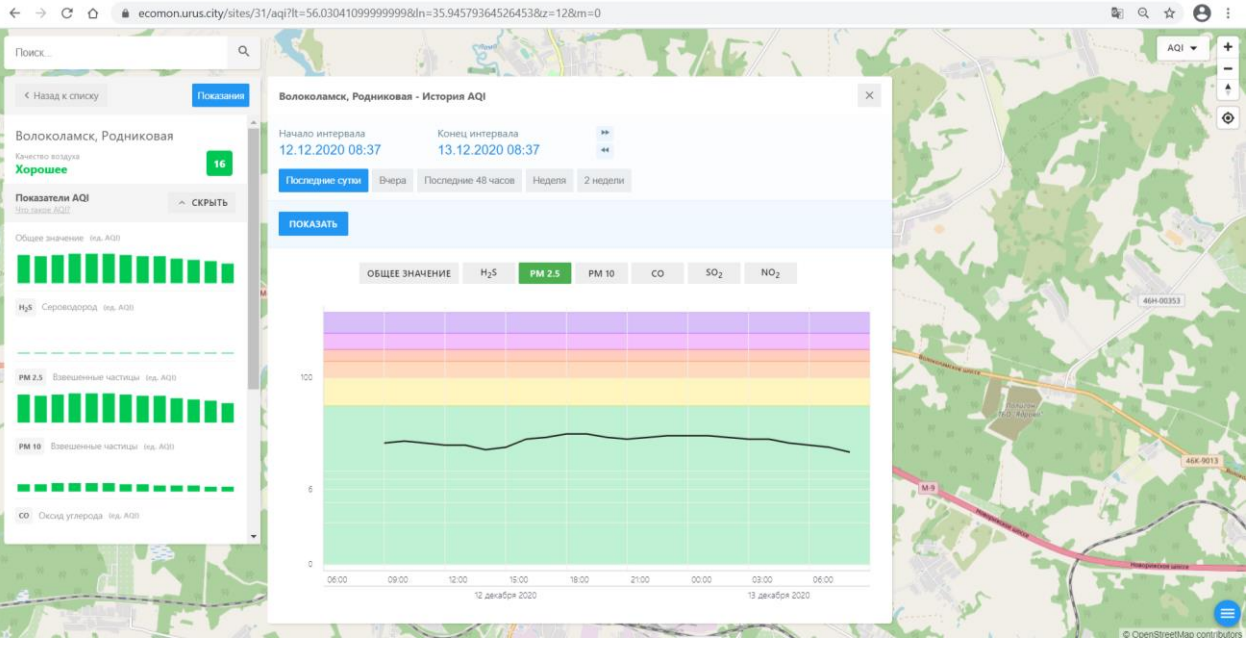 ecomon.urus.city/sites/31/aqi?lt=56.03041099999999&ln=35.94579364526453&z=12&m=0
Поиск...
AQI
< Назад к списку
Показания
Волоколамск, Родниковая
Качество воздуха
Хорошее
16
Показатели AQI
Что такое AQI?
СКРЫТЬ
Общее значение (ед. AQI)
H₂S Сероводород (ед. AQI)
PM 2.5 Взвешенные частицы (ед. AQI)
PM 10 Взвешенные частицы (ед. AQI)
CO Оксид углерода (ед. AQI)
Волоколамск, Родниковая - История AQI
Начало интервала
Конец интервала
12.12.2020 08:37
13.12.2020 08:37
Последние сутки Вчера Последние 48 часов Неделя 2 недели
ПОКАЗАТЬ
ОБЩЕЕ ЗНАЧЕНИЕ H₂S PM 2.5 PM 10 CO SO₂ NO₂
100
6
0
06:00 09:00 12:00 15:00 18:00 21:00 00:00 03:00 06:00
12 декабря 2020 13 декабря 2020
46Н-00353
Волоколамское шоссе
Полигон
ТБО "Ядрово"
46К-9013
М-9
Новорижское шоссе
Новорижское шоссе
© OpenStreetMap contributors